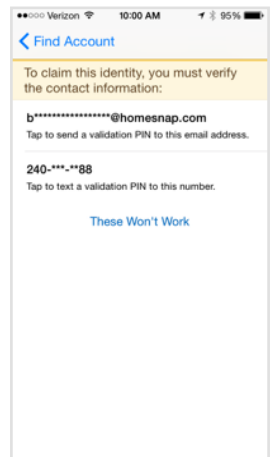 Verizon 10:00 AM 95%
Find Account
To claim this identity, you must verify
the contact information:
b*****************@homesnap.com
Tap to send a validation PIN to this email address.
240-***-**88
Tap to text a validation PIN to this number.
These Won't Work